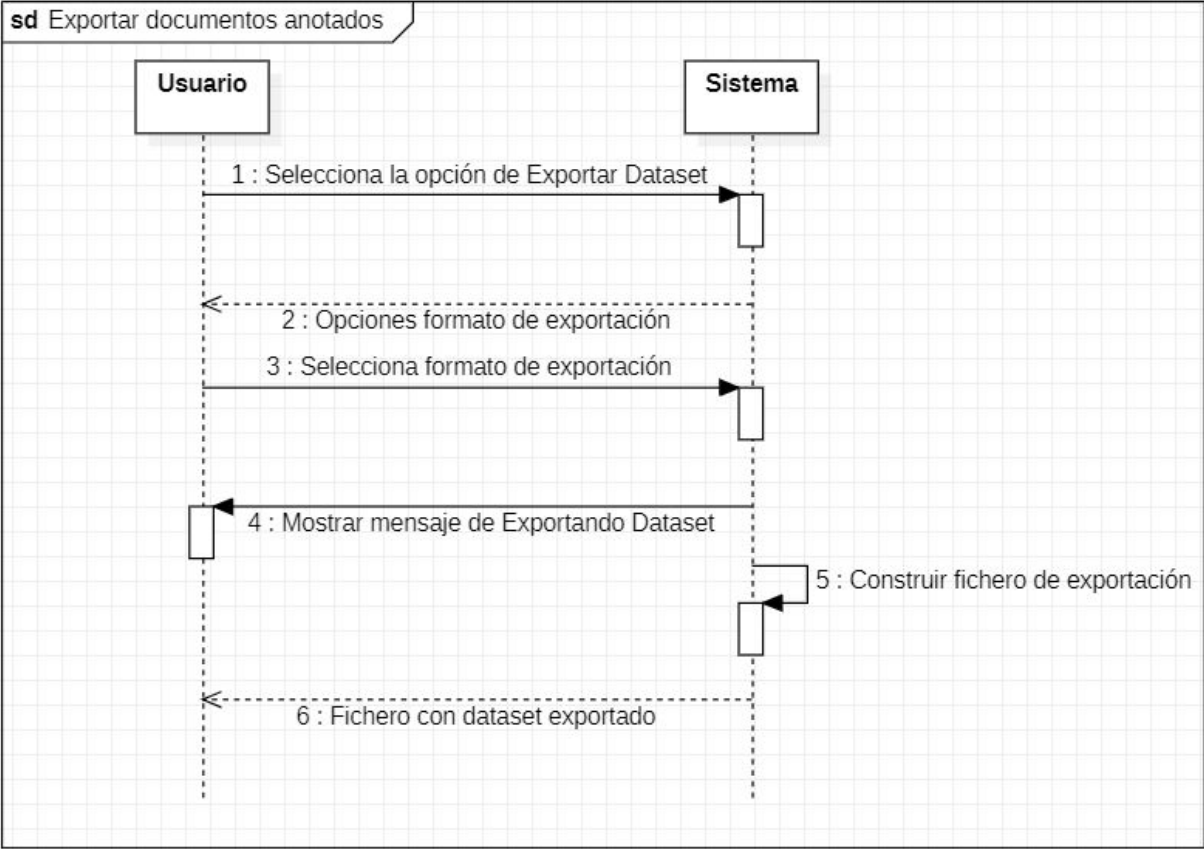 sd Exportar documentos anotados
Usuario
Sistema
1 : Selecciona la opción de Exportar Dataset
2 : Opciones formato de exportación
3 : Selecciona formato de exportación
4 : Mostrar mensaje de Exportando Dataset
5 : Construir fichero de exportación
6 : Fichero con dataset exportado